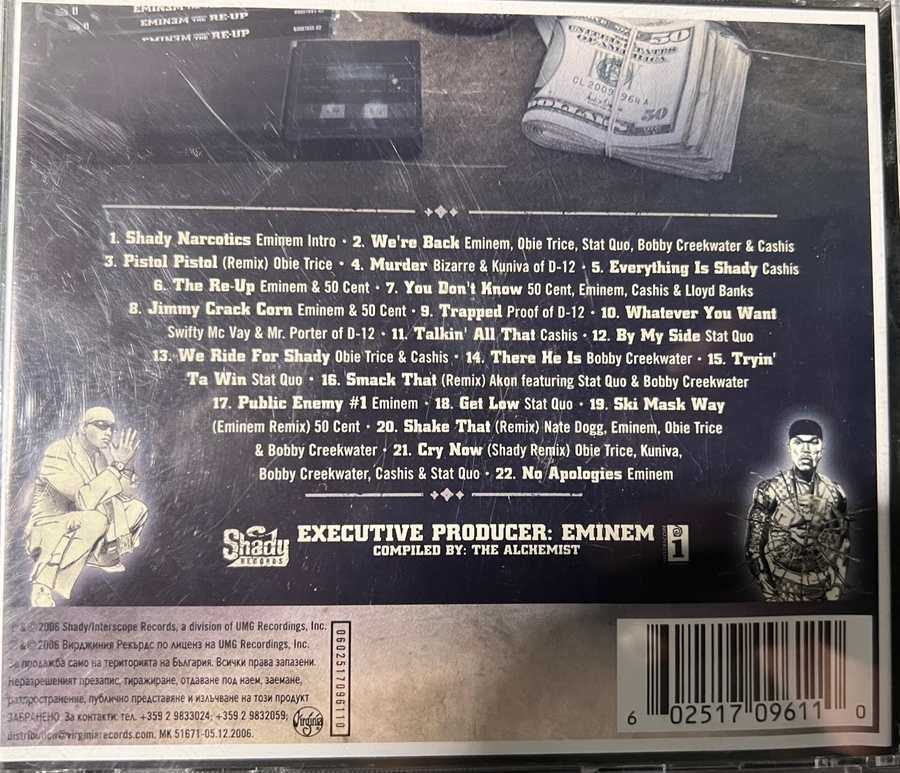 EMINEM THE RE-UP
EMINEM THE RE-UP
EMINEM THE RE-UP
50
UNITED STATES
OF AMERICA
DOLLARS
50
1. Shady Narcotics Eminem Intro • 2. We're Back Eminem, Obie Trice, Stat Quo, Bobby Creekwater & Cashis
3. Pistol Pistol (Remix) Obie Trice • 4. Murder Bizarre & Kuniva of D-12 • 5. Everything Is Shady Cashis
6. The Re-Up Eminem & 50 Cent • 7. You Don't Know 50 Cent, Eminem, Cashis & Lloyd Banks
8. Jimmy Crack Corn Eminem & 50 Cent • 9. Trapped Proof of D-12 • 10. Whatever You Want
Swifty Mc Vay & Mr. Porter of D-12 • 11. Talkin' All That Cashis • 12. By My Side Stat Quo
13. We Ride For Shady Obie Trice & Cashis • 14. There He Is Bobby Creekwater • 15. Tryin'
Ta Win Stat Quo • 16. Smack That (Remix) Akon featuring Stat Quo & Bobby Creekwater
17. Public Enemy #1 Eminem • 18. Get Low Stat Quo • 19. Ski Mask Way
(Eminem Remix) 50 Cent • 20. Shake That (Remix) Nate Dogg, Eminem, Obie Trice
& Bobby Creekwater • 21. Cry Now (Shady Remix) Obie Trice, Kuniva,
Bobby Creekwater, Cashis & Stat Quo • 22. No Apologies Eminem
Shady
RECORDS
EXECUTIVE PRODUCER: EMINEM
COMPILED BY: THE ALCHEMIST
INTERSCOPE
i
℗ & © 2006 Shady/Interscope Records, a division of UMG Recordings, Inc.
℗ & © 2006 Вирджиния Рекърдс по лиценз на UMG Recordings, Inc.
За продажба само на територията на България. Всички права запазени.
Неразрешеният презапис, тиражиране, отдаване под наем, заемане,
разпространение, публично представяне и излъчване на този продукт
ЗАБРАНЕНО. За контакти: тел. +359 2 9833024; +359 2 9832059;
distribution@virginiarecords.com, MK 51671-05.12.2006.
Virginia
0602517096110
6 02517 09611 0